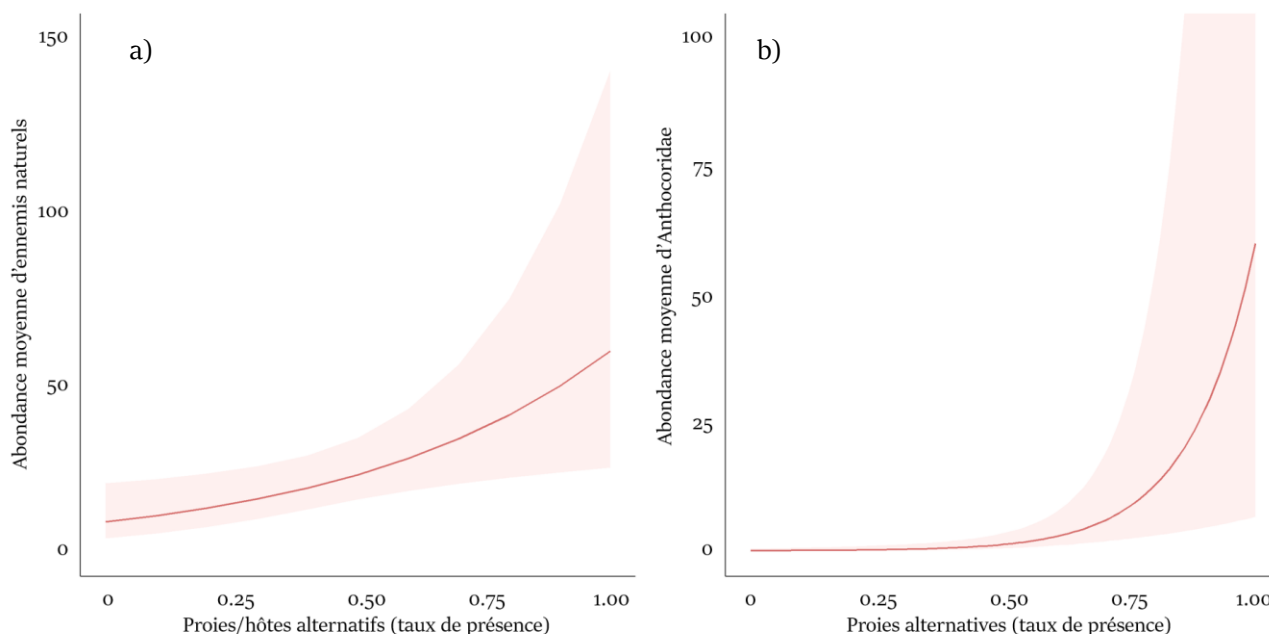 a)
150
100
50
0
0 0.25 0.50 0.75 1.00
Proies/hôtes alternatifs (taux de présence)
Abondance moyenne d'ennemis naturels
b)
100
75
50
25
0
0 0.25 0.50 0.75 1.00
Proies alternatives (taux de présence)
Abondance moyenne d'Anthocoridae